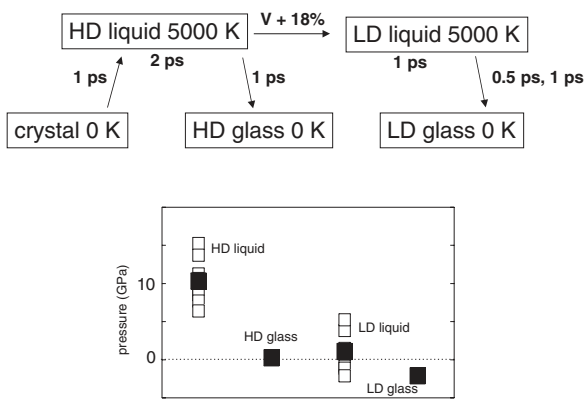 HD liquid 5000 K
V + 18%
LD liquid 5000 K
2 ps
1 ps
1 ps
1 ps
0.5 ps, 1 ps
crystal 0 K
HD glass 0 K
LD glass 0 K
pressure (GPa)
10
0
HD liquid
HD glass
LD liquid
LD glass